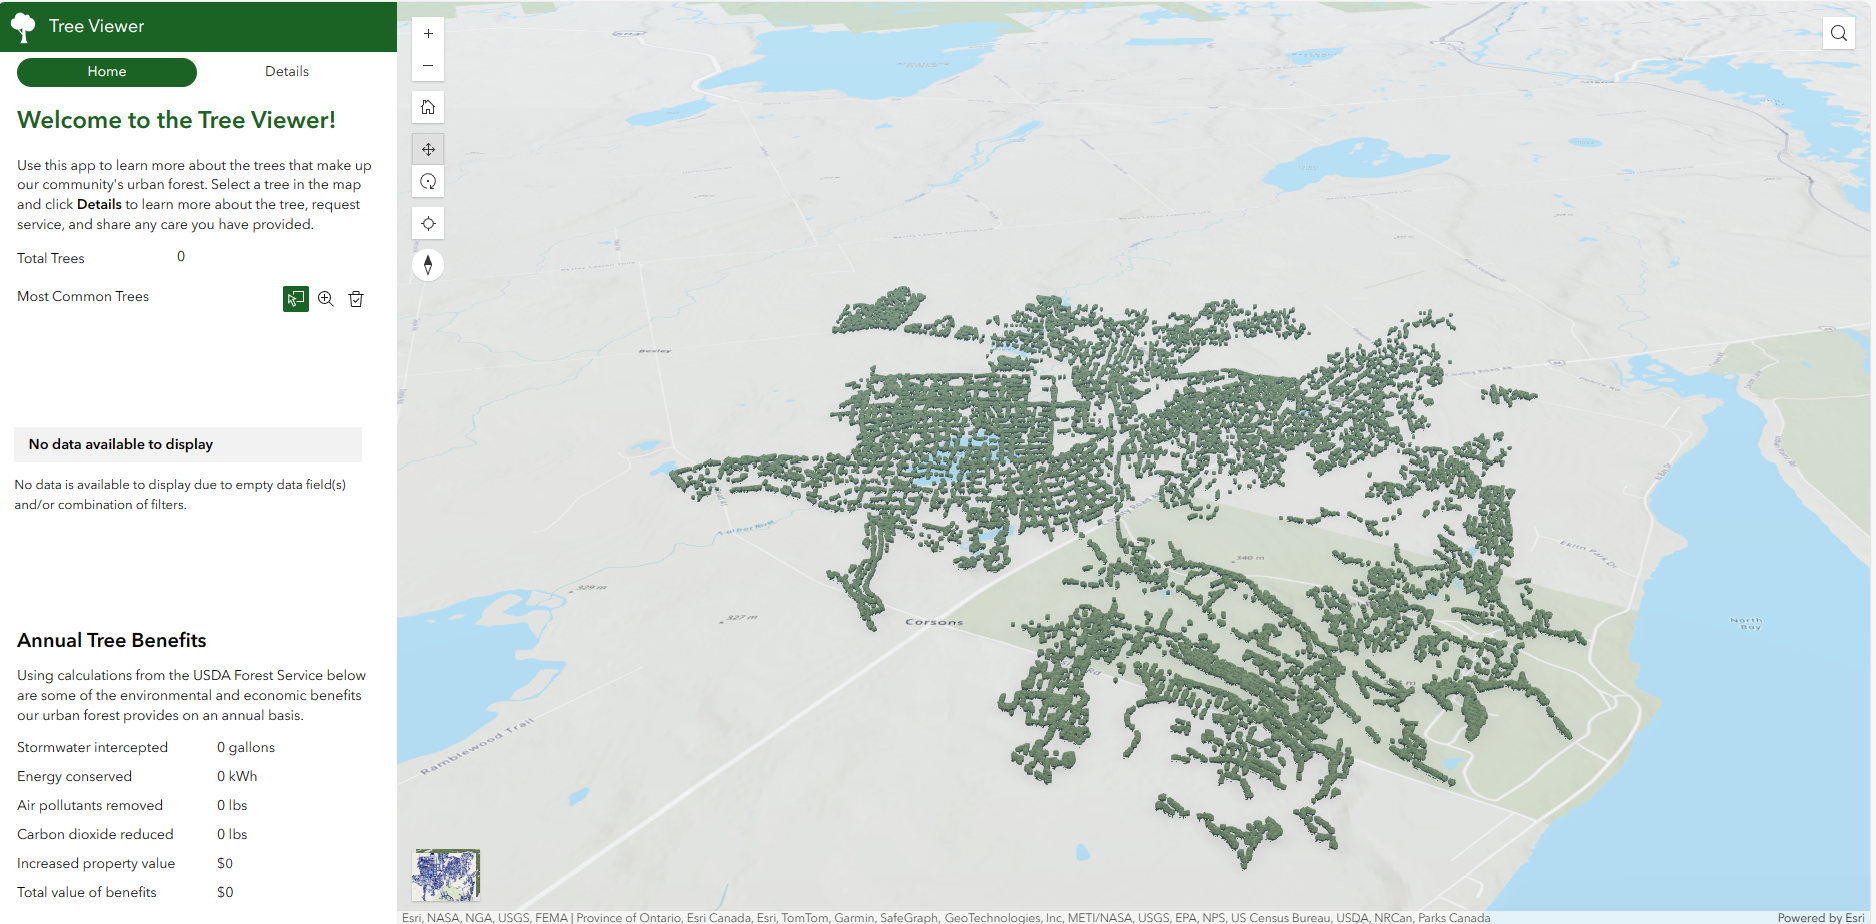 Tree Viewer
Home
Details
Welcome to the Tree Viewer!
Use this app to learn more about the trees that make up
our community's urban forest. Select a tree in the map
and click Details to learn more about the tree, request
service, and share any care you have provided.
Total Trees 0
Most Common Trees
No data available to display
No data is available to display due to empty data field(s)
and/or combination of filters.
Annual Tree Benefits
Using calculations from the USDA Forest Service below
are some of the environmental and economic benefits
our urban forest provides on an annual basis.
Stormwater intercepted 0 gallons
Energy conserved 0 kWh
Air pollutants removed 0 lbs
Carbon dioxide reduced 0 lbs
Increased property value $0
Total value of benefits $0
+
−
Bexley
329 m
327 m
340 m
Corsons
Ramblewood Trail
North
Bay
Esri, NASA, NGA, USGS, FEMA | Province of Ontario, Esri Canada, Esri, TomTom, Garmin, SafeGraph, GeoTechnologies, Inc, METI/NASA, USGS, EPA, NPS, US Census Bureau, USDA, NRCan, Parks Canada
Powered by Esri